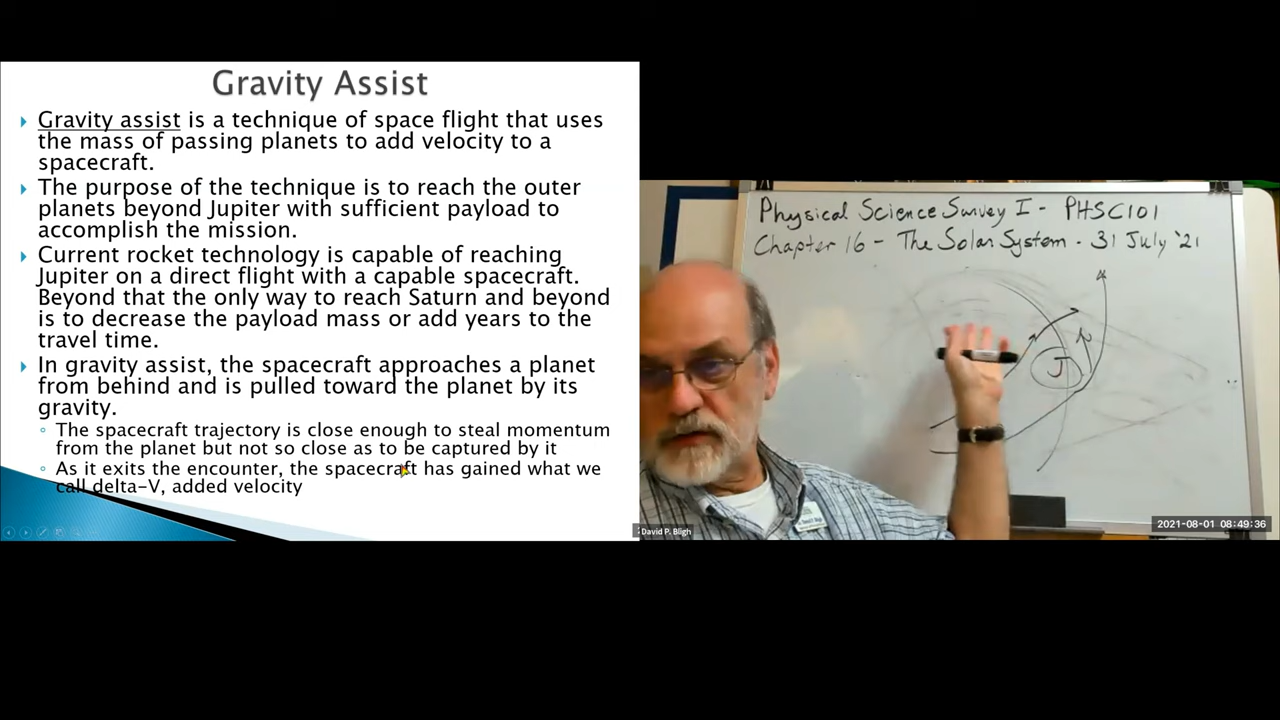 Gravity Assist
Gravity assist is a technique of space flight that uses
the mass of passing planets to add velocity to a
spacecraft.
The purpose of the technique is to reach the outer
planets beyond Jupiter with sufficient payload to
accomplish the mission.
Current rocket technology is capable of reaching
Jupiter on a direct flight with a capable spacecraft.
Beyond that the only way to reach Saturn and beyond
is to decrease the payload mass or add years to the
travel time.
In gravity assist, the spacecraft approaches a planet
from behind and is pulled toward the planet by its
gravity.
The spacecraft trajectory is close enough to steal momentum
from the planet but not so close as to be captured by it
As it exits the encounter, the spacecraft has gained what we
call delta-V, added velocity
Physical Science Survey I - PHSC101
Chapter 16 - The Solar System - 31 July '21
J
David P. Bligh
2021-08-01 08:49:36